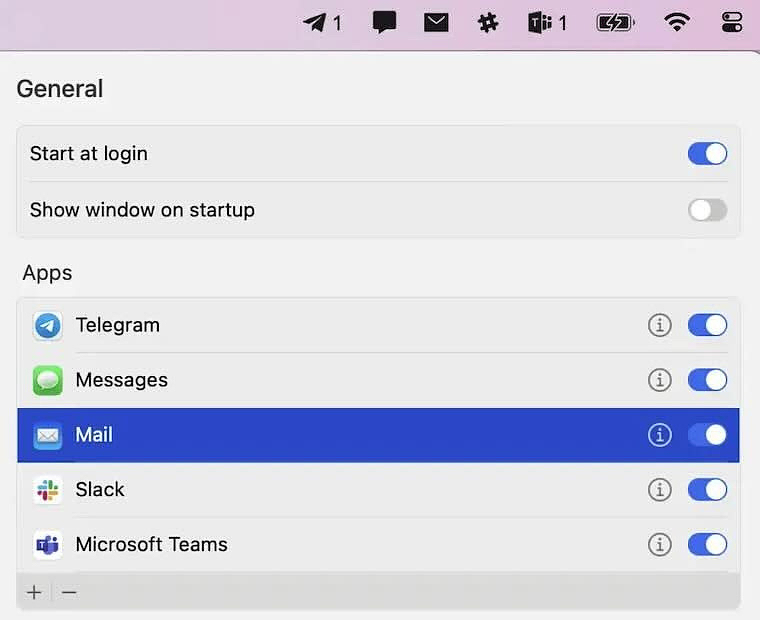 1 1
General
Start at login
Show window on startup
Apps
Telegram
Messages
Mail
Slack
Microsoft Teams